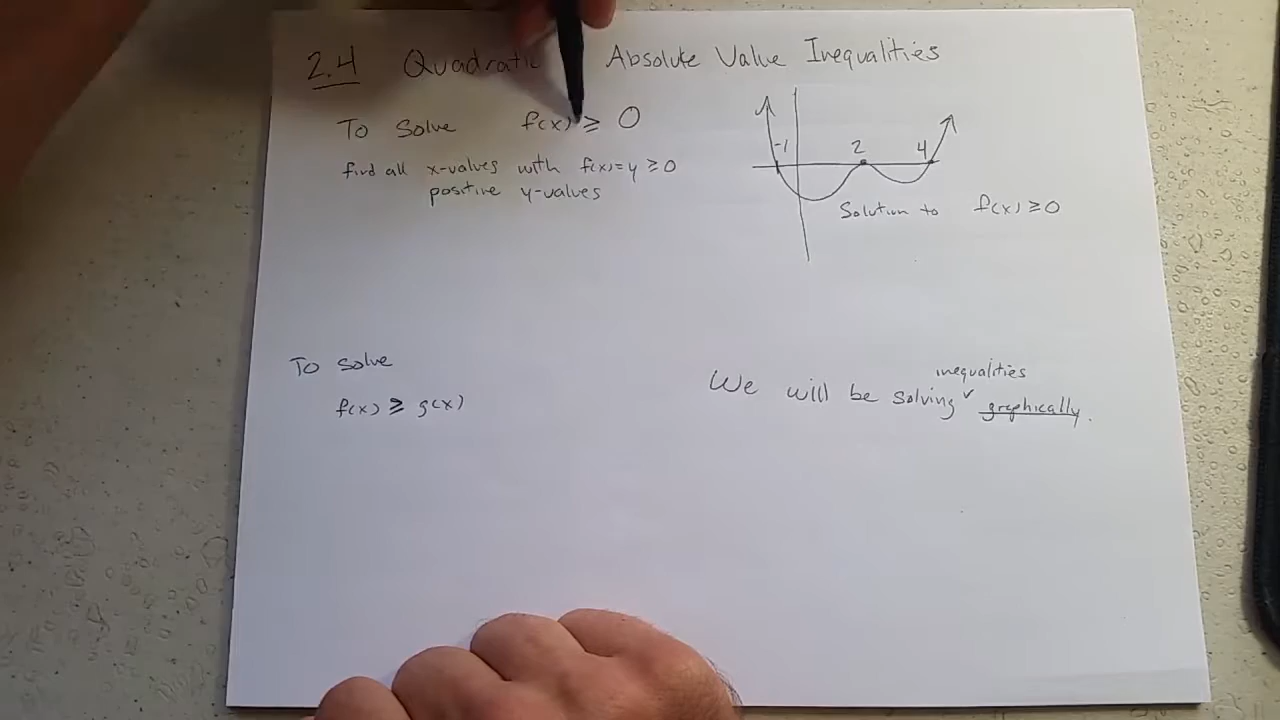 2.4 Quadratic Absolute Value Inequalities
To solve f(x) ≥ 0
find all x-values with f(x)=y ≥ 0
positive y-values
-1 2 4
Solution to f(x) ≥ 0
To solve
f(x) ≥ g(x)
inequalities
We will be solving ˅ graphically.